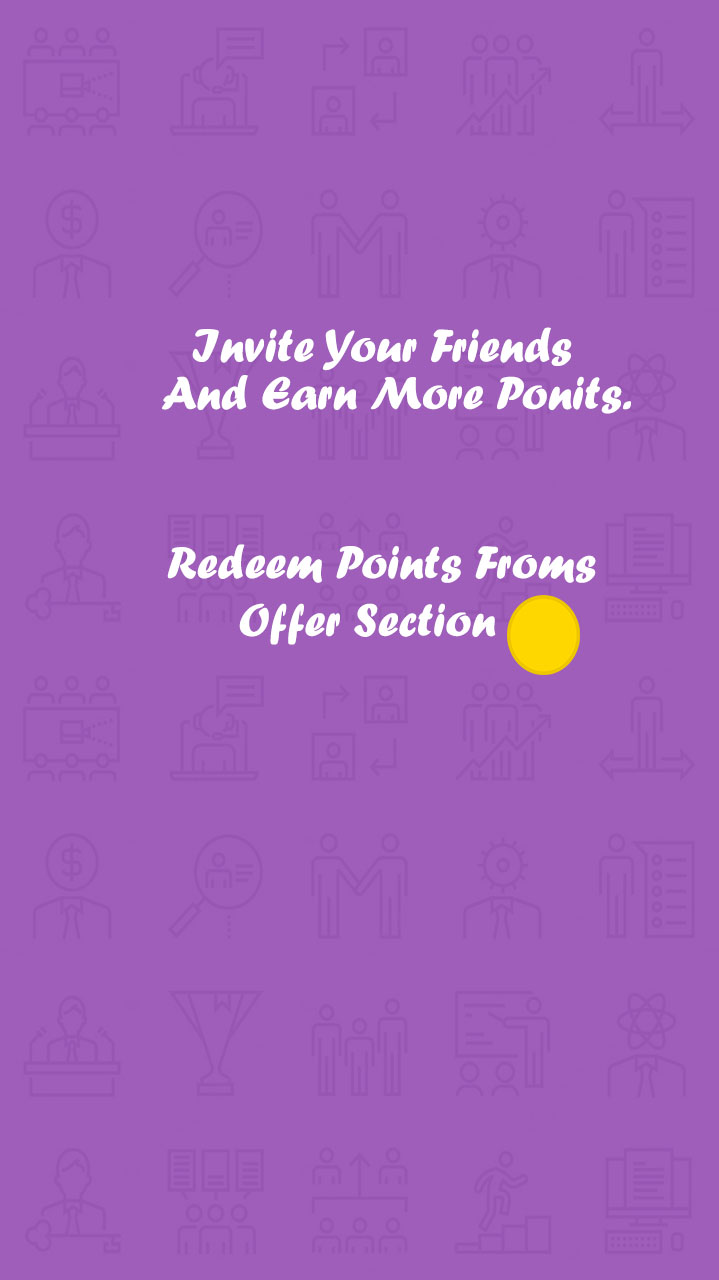 Invite Your Friends
And Earn More Ponits.
Redeem Points Froms
Offer Section